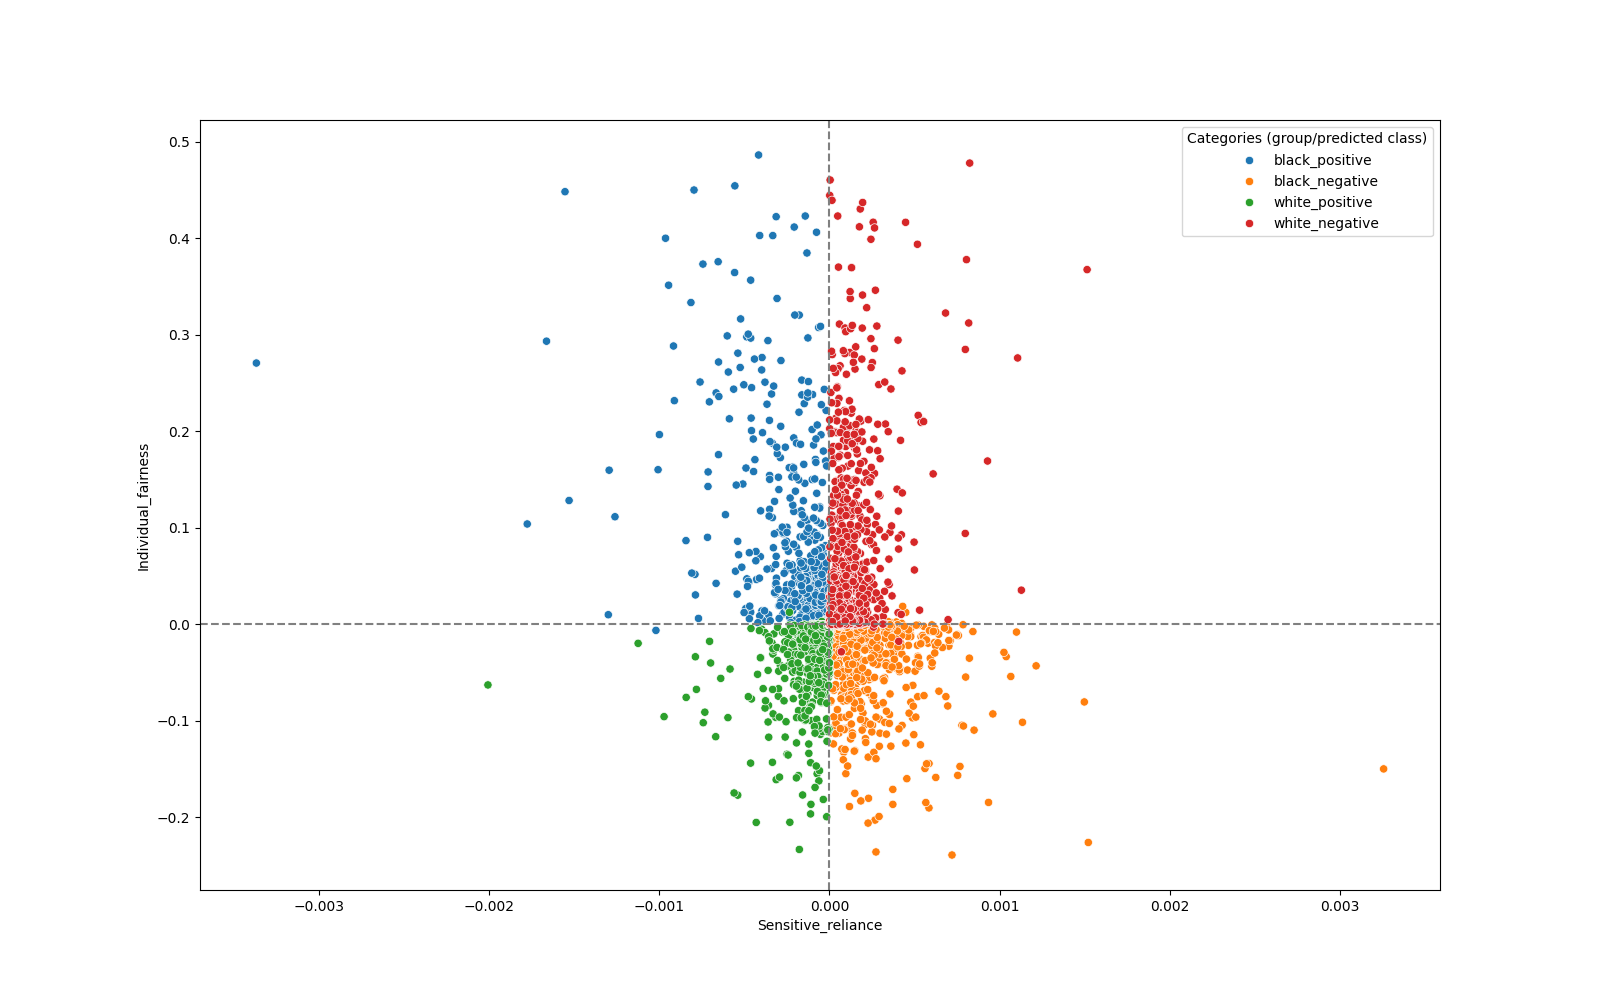 Categories (group/predicted class)
black_positive
black_negative
white_positive
white_negative
0.5
0.4
0.3
0.2
0.1
0.0
−0.1
−0.2
Individual_fairness
−0.003
−0.002
−0.001
0.000
0.001
0.002
0.003
Sensitive_reliance